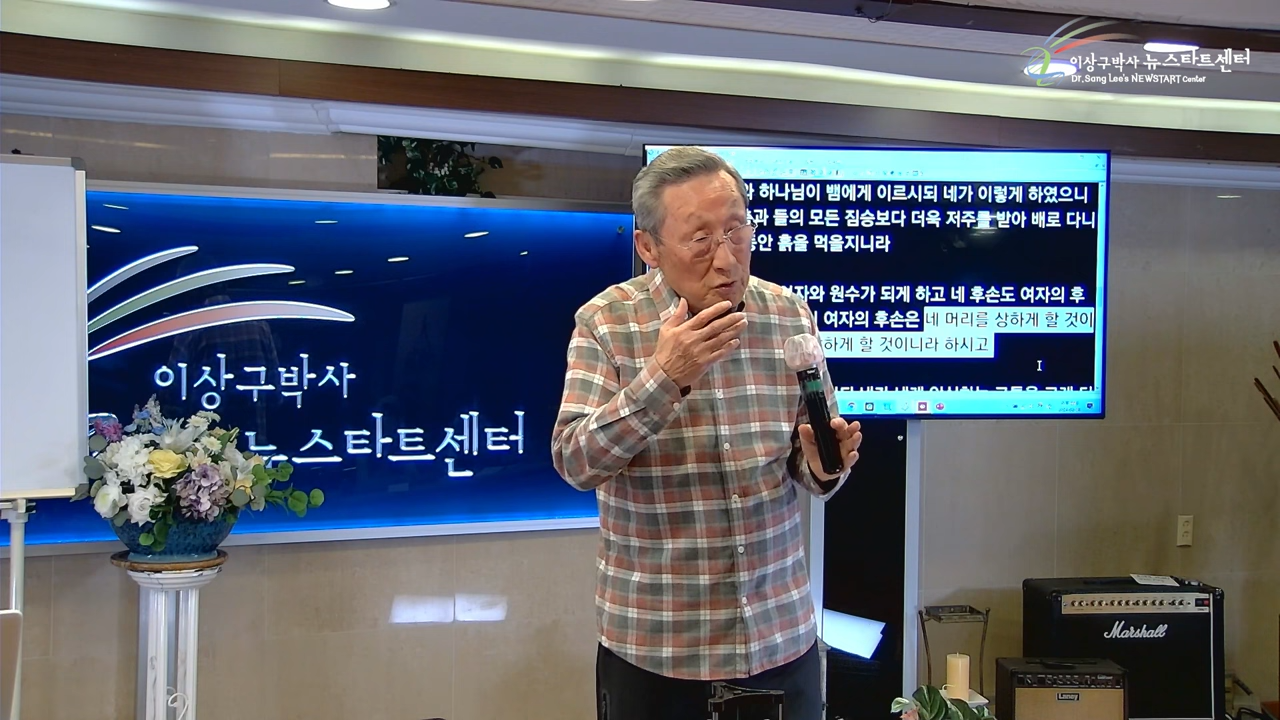 이상구박사 뉴스타트센터
Dr. Sang Lee's NEWSTART Center
하나님이 뱀에게 이르시되 네가 이렇게 하였으니
들의 모든 짐승보다 더욱 저주를 받아 배로 다니
흙을 먹을지니라
여자와 원수가 되게 하고 네 후손도 여자의 후
여자의 후손은 네 머리를 상하게 할 것이
하게 할 것이니라 하시고
이상구박사
뉴스타트센터
Marshall
Laney